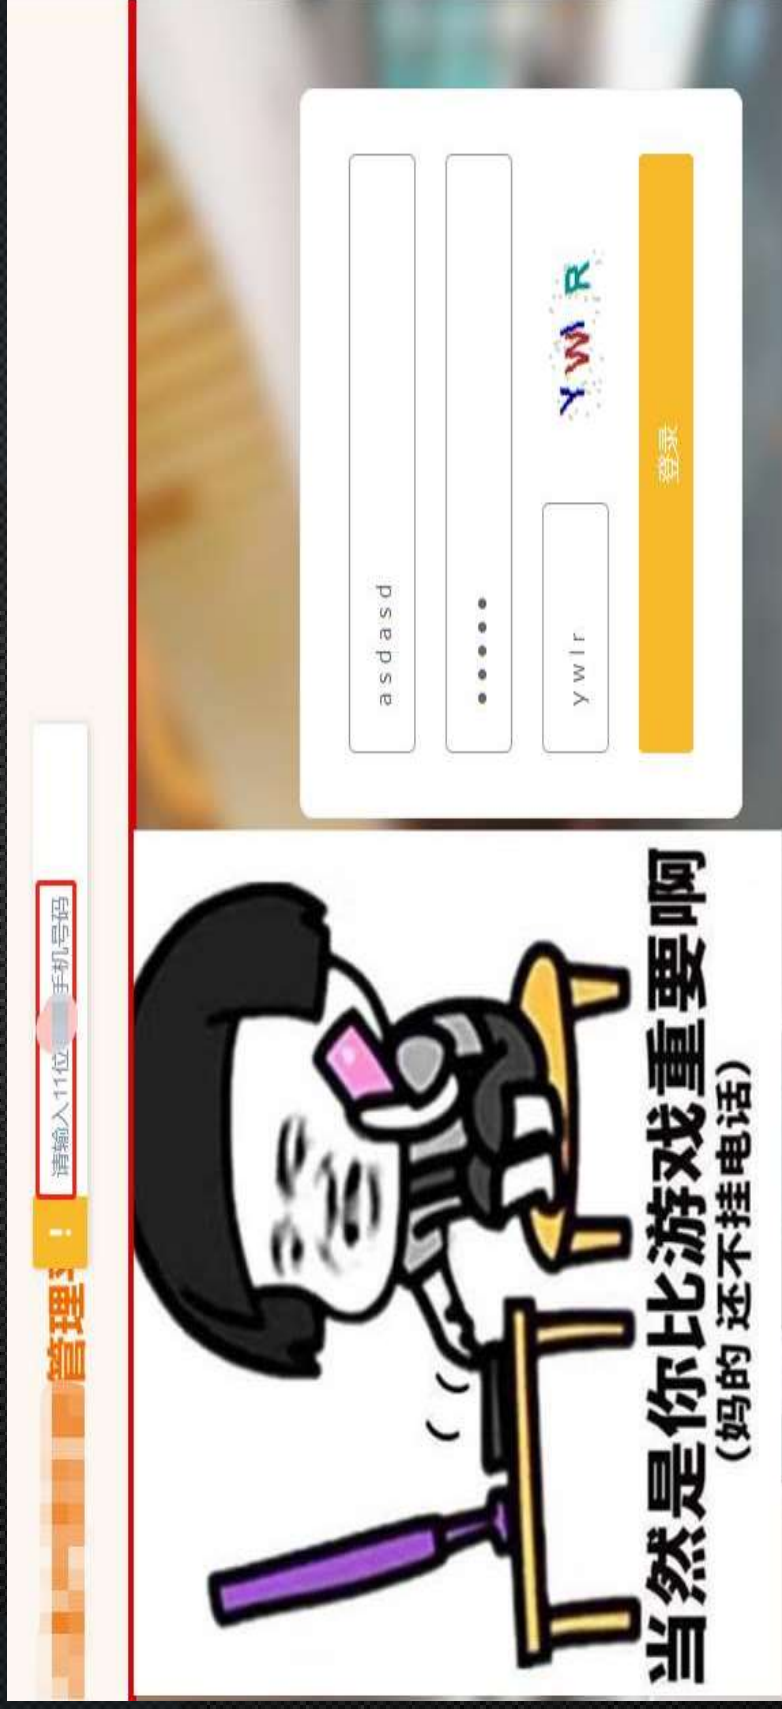 管理
!
请输入11位
手机号码
asdasd
••••••
ywlr
YWR
登录
当然是你比游戏重要啊
(妈的 还不挂电话)